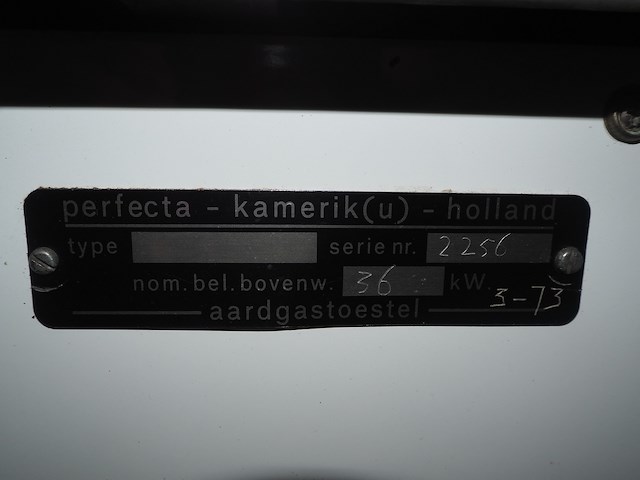 perfecta - kamerik(u) - holland
type serie nr. 2256
nom. bel. bovenw. 36 kW.
3-73
aardgastoestel